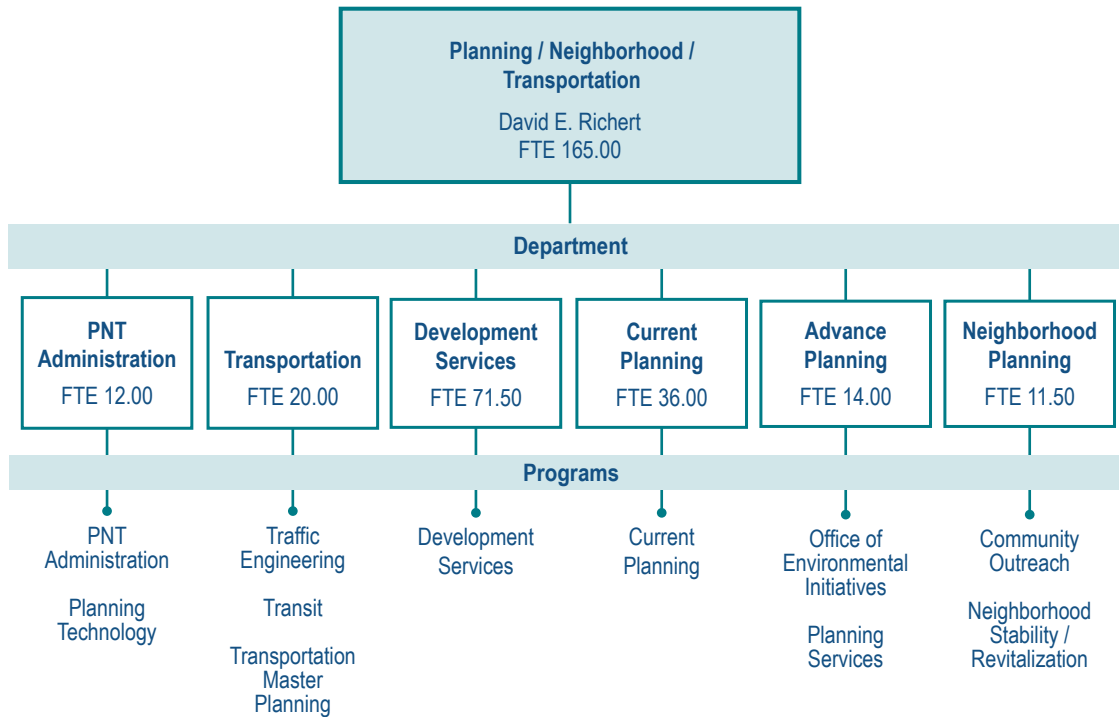 Planning / Neighborhood /
Transportation
David E. Richert
FTE 165.00
Department
PNT
Administration
FTE 12.00
Transportation
FTE 20.00
Development
Services
FTE 71.50
Current
Planning
FTE 36.00
Advance
Planning
FTE 14.00
Neighborhood
Planning
FTE 11.50
Programs
PNT
Administration
Planning
Technology
Traffic
Engineering
Transit
Transportation
Master
Planning
Development
Services
Current
Planning
Office of
Environmental
Initiatives
Planning
Services
Community
Outreach
Neighborhood
Stability /
Revitalization